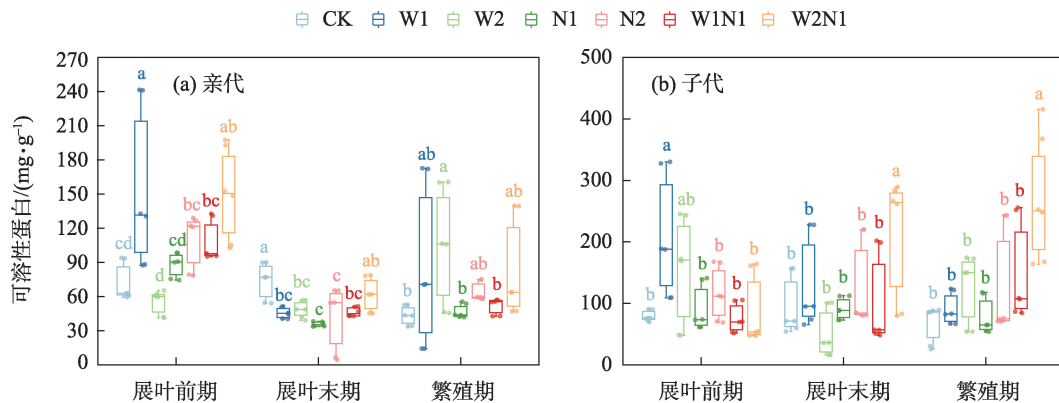 CK W1 W2 N1 N2 W1N1 W2N1
可溶性蛋白/(mg·g⁻¹)
(a) 亲代
270
240
210
180
150
120
90
60
30
0
cd a d cd bc bc ab
a bc bc c c bc ab
b ab a b ab b ab
展叶前期 展叶末期 繁殖期
(b) 子代
500
400
300
200
100
0
b a ab b b b b
b b b b b b a
b b b b b b a
展叶前期 展叶末期 繁殖期